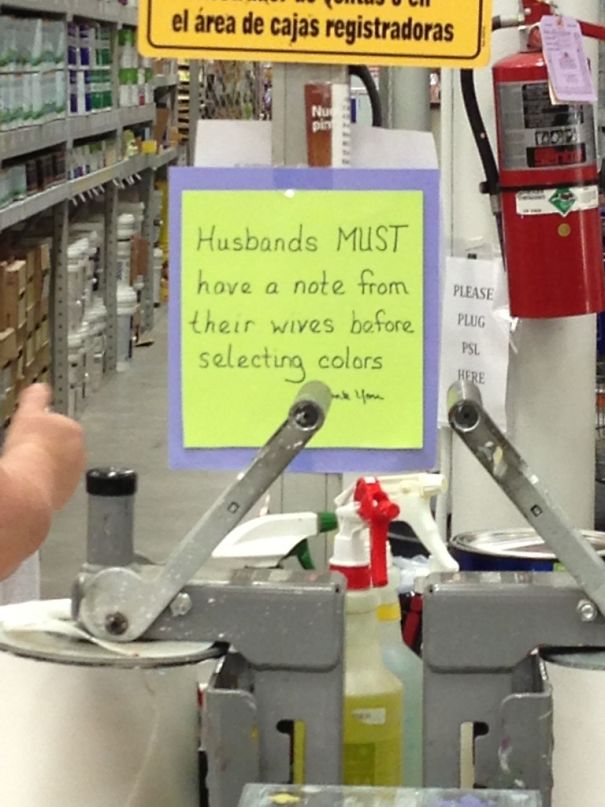 el área de cajas registradoras
Husbands MUST
have a note from
their wives before
selecting colors
You
PLEASE
PLUG
PSL
HERE